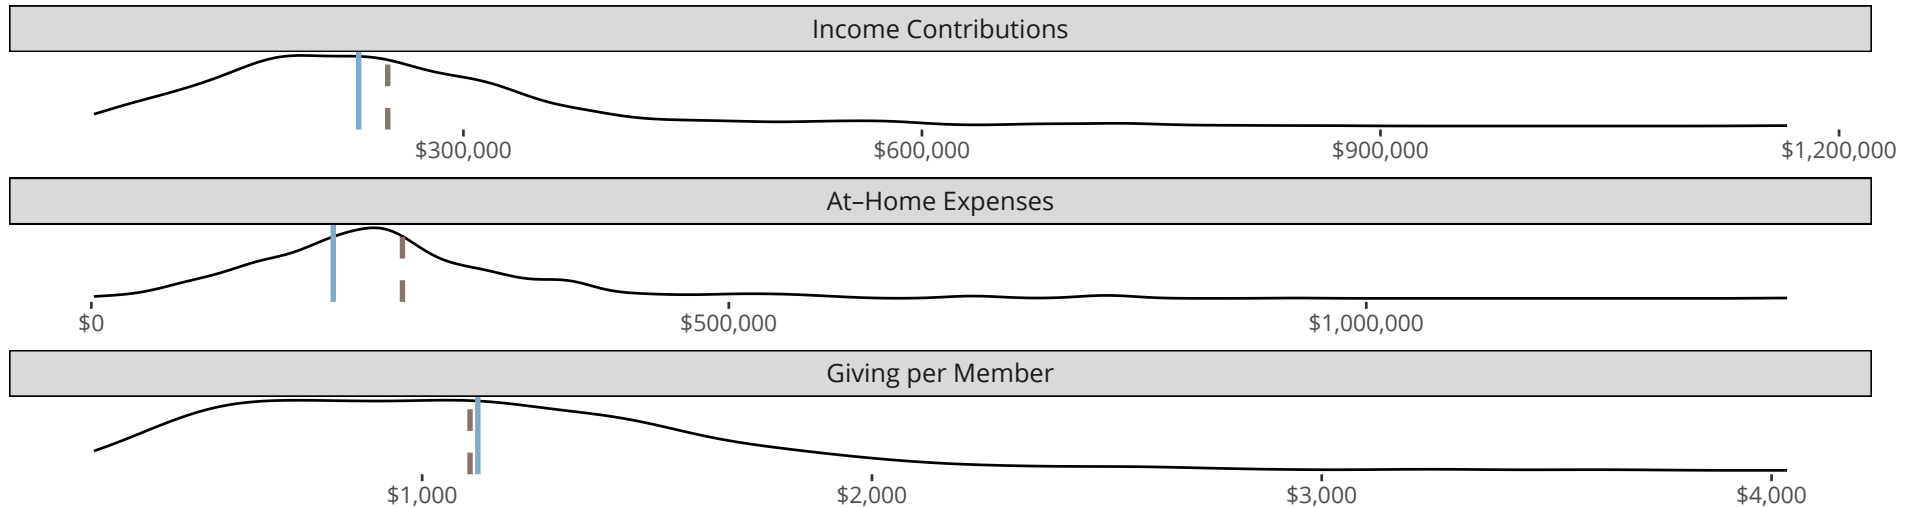 Income Contributions
$300,000 $600,000 $900,000 $1,200,000
At–Home Expenses
$0 $500,000 $1,000,000
Giving per Member
$1,000 $2,000 $3,000 $4,000